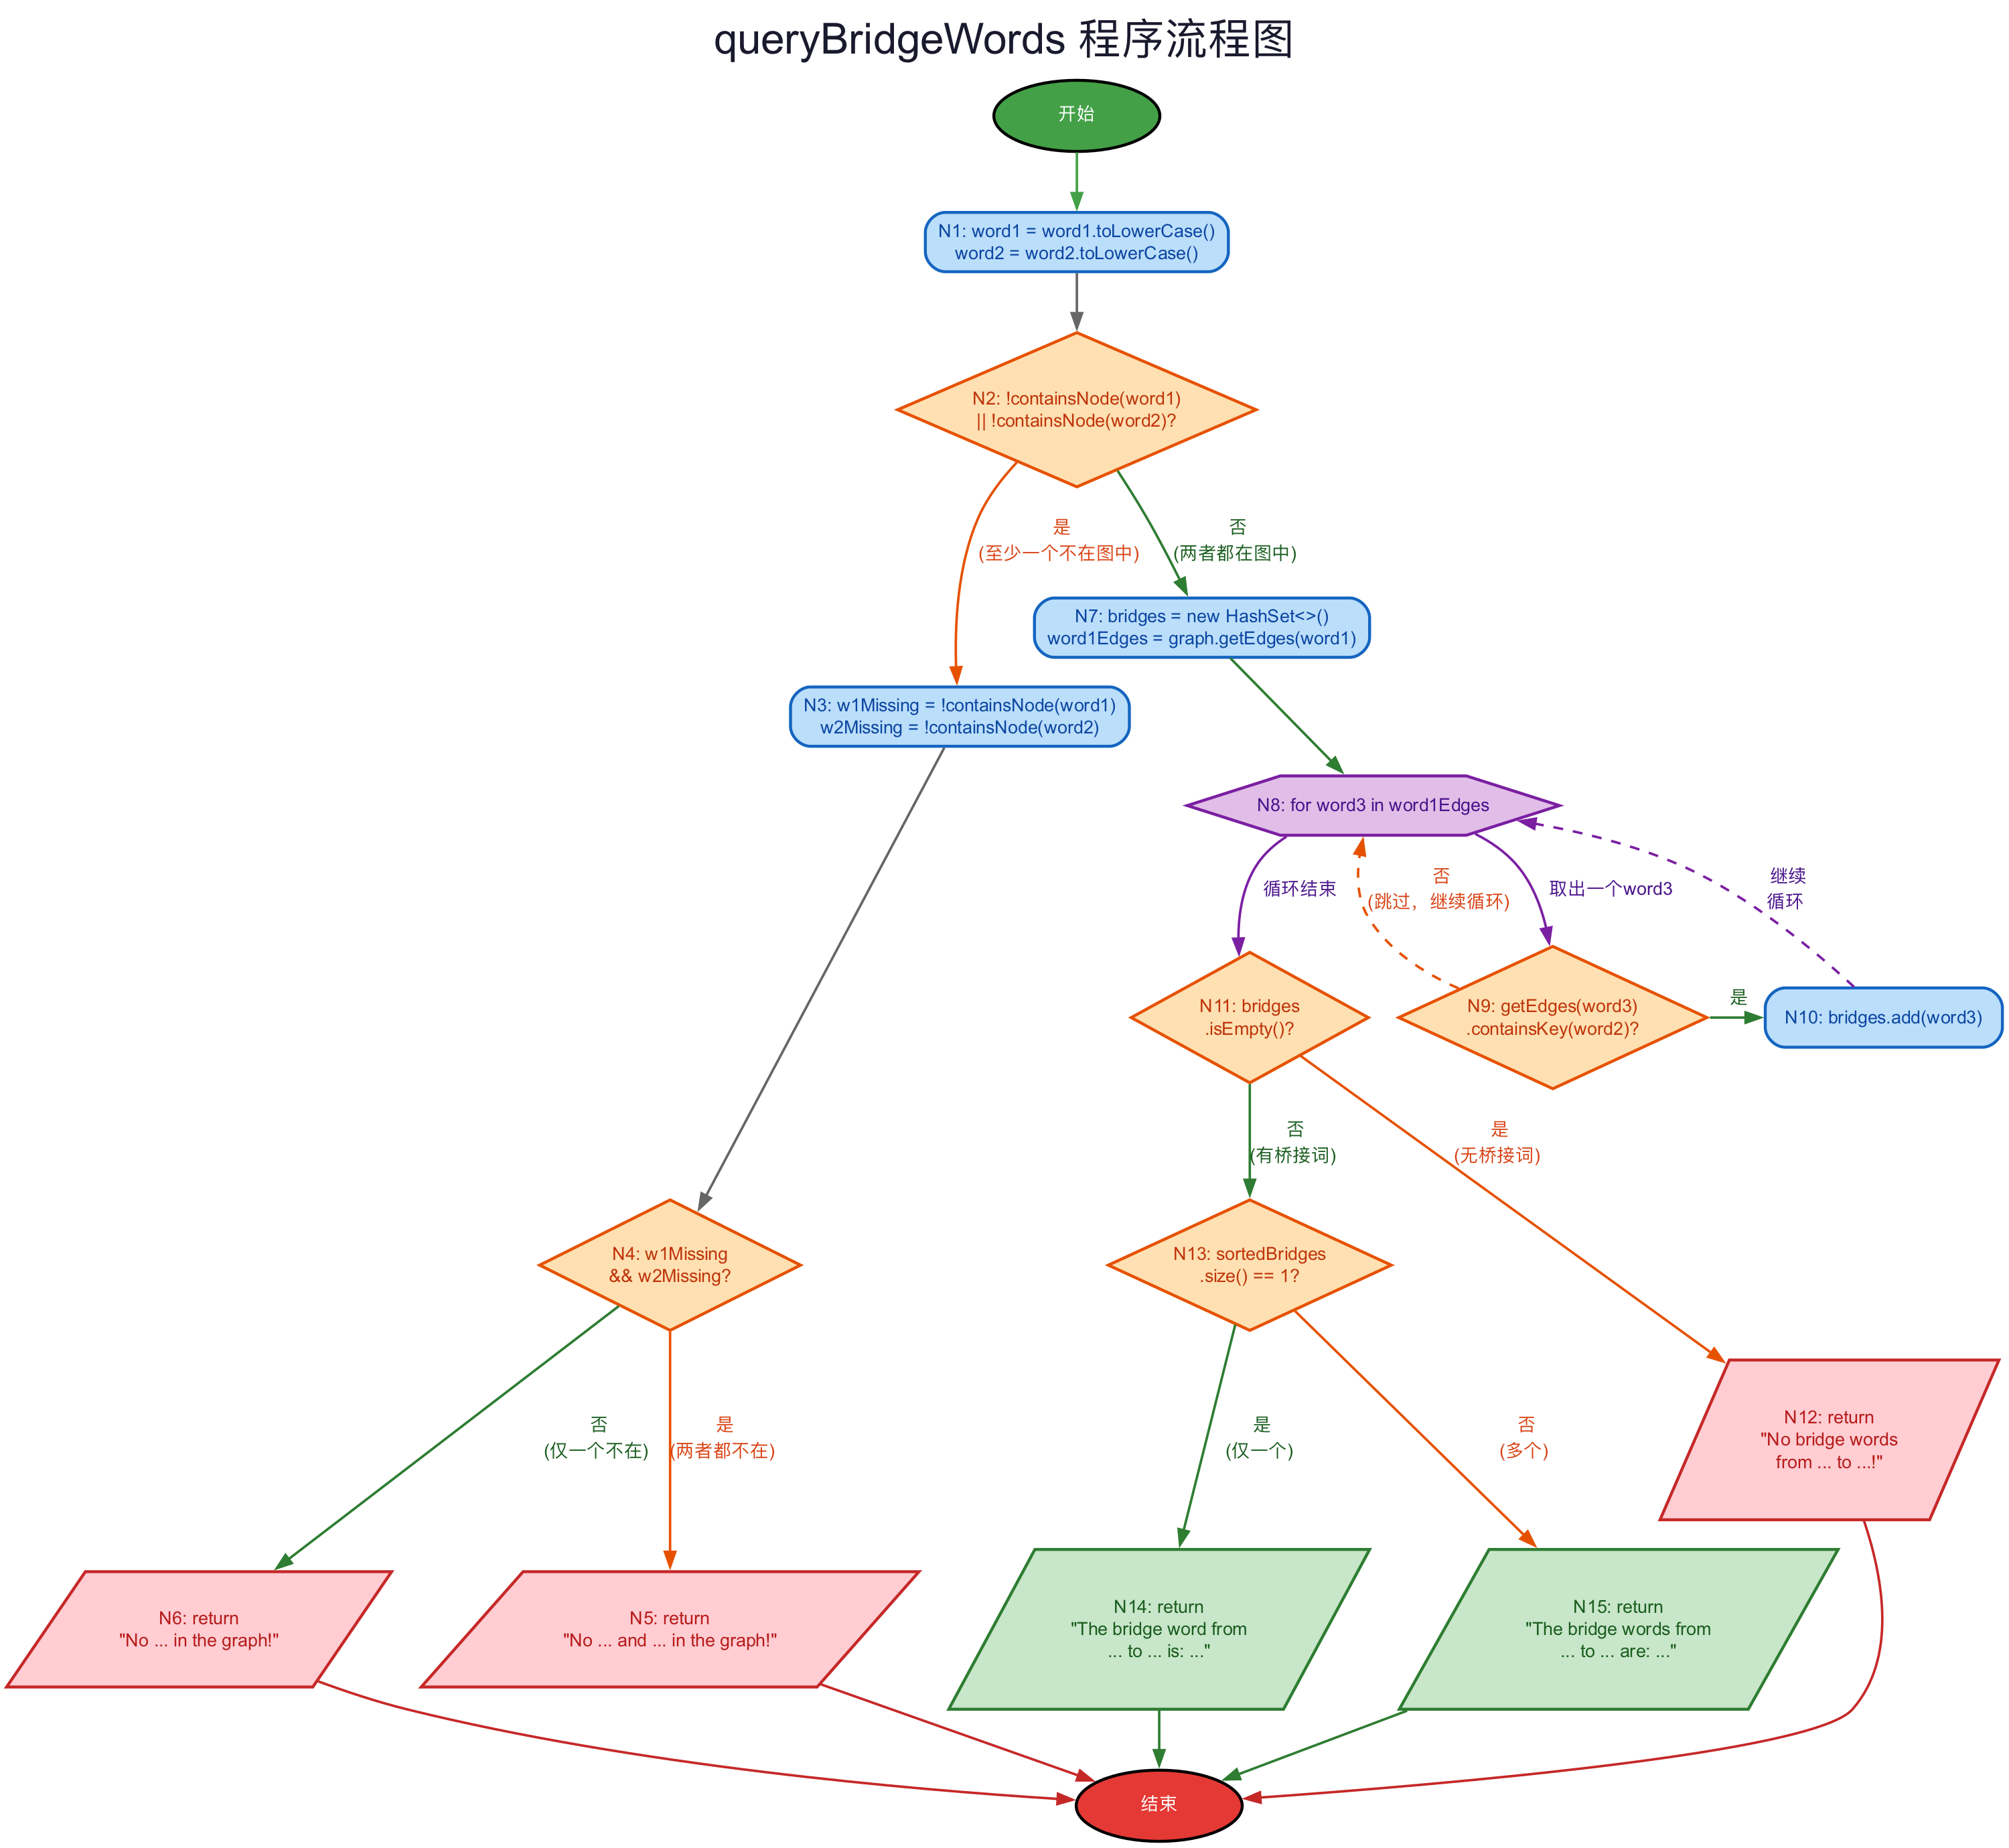 queryBridgeWords 程序流程图
开始
N1: word1 = word1.toLowerCase()
word2 = word2.toLowerCase()
N2: !containsNode(word1)
|| !containsNode(word2)?
是
(至少一个不在图中)
否
(两者都在图中)
N7: bridges = new HashSet<>()
word1Edges = graph.getEdges(word1)
N3: w1Missing = !containsNode(word1)
w2Missing = !containsNode(word2)
N8: for word3 in word1Edges
循环结束
否
(跳过，继续循环)
取出一个word3
继续
循环
N11: bridges
.isEmpty()?
N9: getEdges(word3)
.containsKey(word2)?
是
N10: bridges.add(word3)
否
(有桥接词)
是
(无桥接词)
N4: w1Missing
&& w2Missing?
N13: sortedBridges
.size() == 1?
否
(仅一个不在)
是
(两者都不在)
是
(仅一个)
否
(多个)
N12: return
"No bridge words
from ... to ...!"
N6: return
"No ... in the graph!"
N5: return
"No ... and ... in the graph!"
N14: return
"The bridge word from
... to ... is: ..."
N15: return
"The bridge words from
... to ... are: ..."
结束